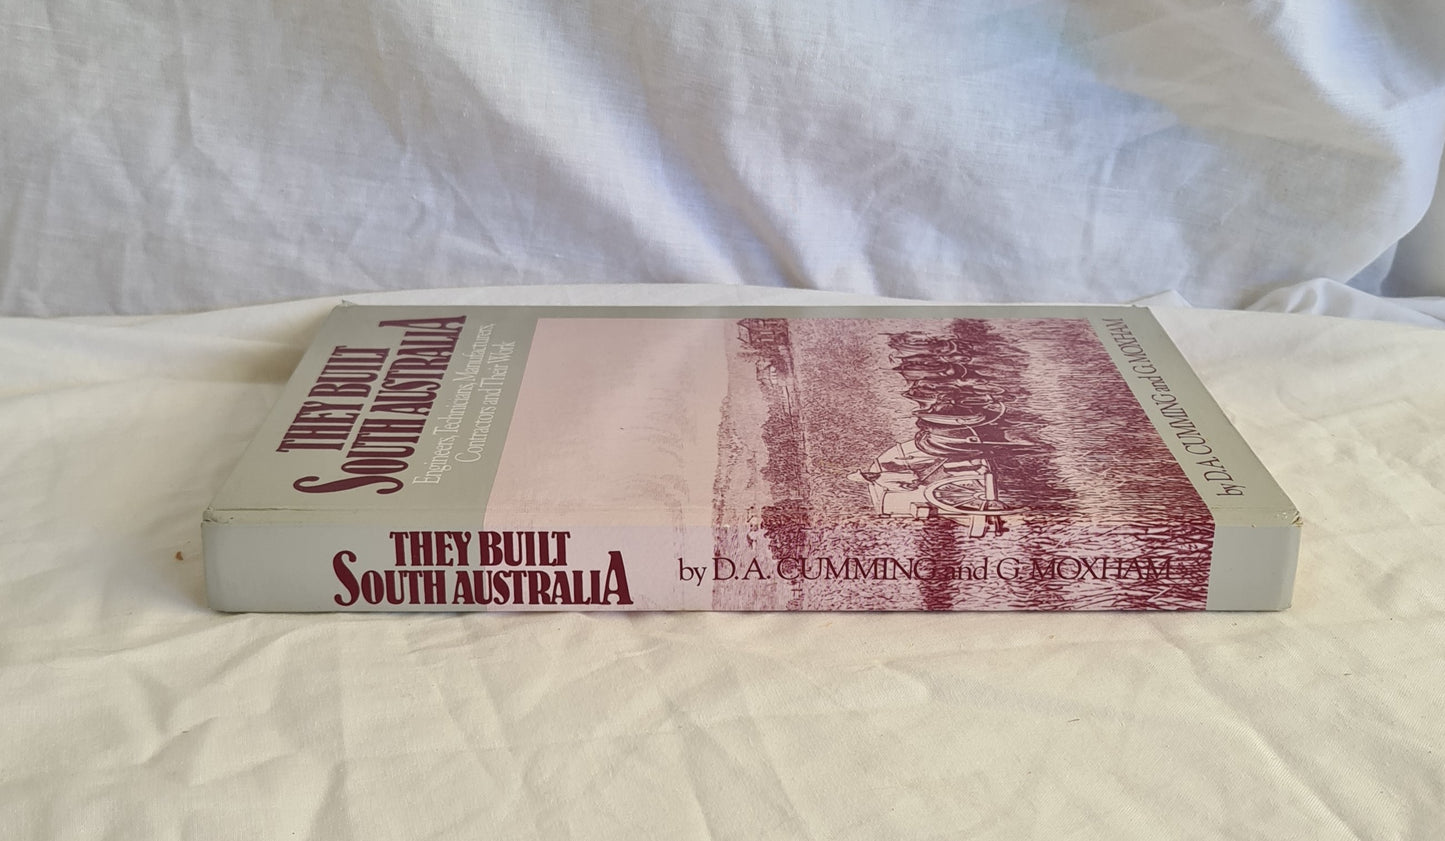 THEY BUILT
SOUTH AUSTRALIA
Engineers, Technicians, Manufacturers,
Contractors and Their Work
by D.A. CUMMING and G. MOXHAM
THEY BUILT
SOUTH AUSTRALIA
by D.A. CUMMING and G. MOXHAM